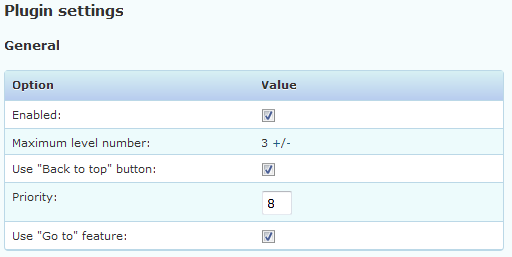 Plugin settings
General
Option Value
Enabled:
Maximum level number: 3 +/-
Use "Back to top" button:
Priority: 8
Use "Go to" feature: